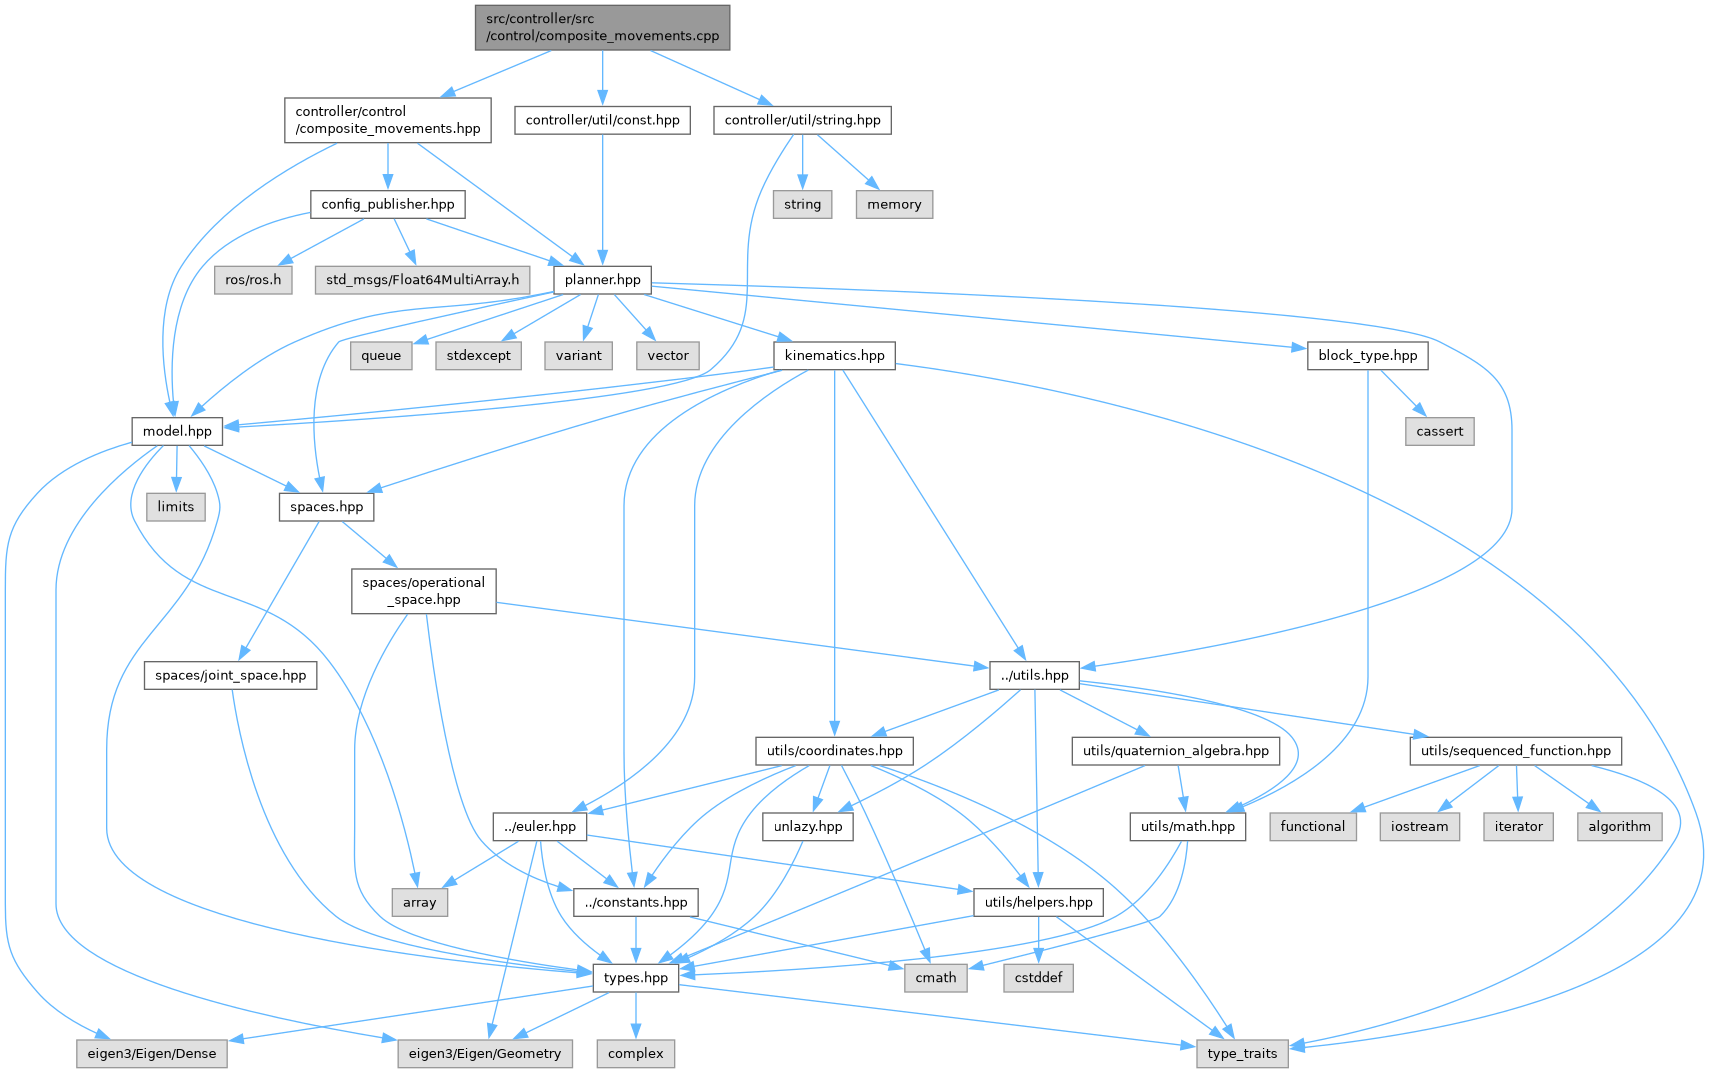 src/controller/src
/control/composite_movements.cpp
controller/control
/composite_movements.hpp
controller/util/const.hpp
controller/util/string.hpp
config_publisher.hpp
string
memory
ros/ros.h
std_msgs/Float64MultiArray.h
planner.hpp
queue
stdexcept
variant
vector
kinematics.hpp
block_type.hpp
model.hpp
cassert
limits
spaces.hpp
spaces/operational
_space.hpp
spaces/joint_space.hpp
../utils.hpp
utils/coordinates.hpp
utils/quaternion_algebra.hpp
utils/sequenced_function.hpp
../euler.hpp
unlazy.hpp
utils/math.hpp
functional
iostream
iterator
algorithm
array
../constants.hpp
utils/helpers.hpp
types.hpp
cmath
cstddef
eigen3/Eigen/Dense
eigen3/Eigen/Geometry
complex
type_traits